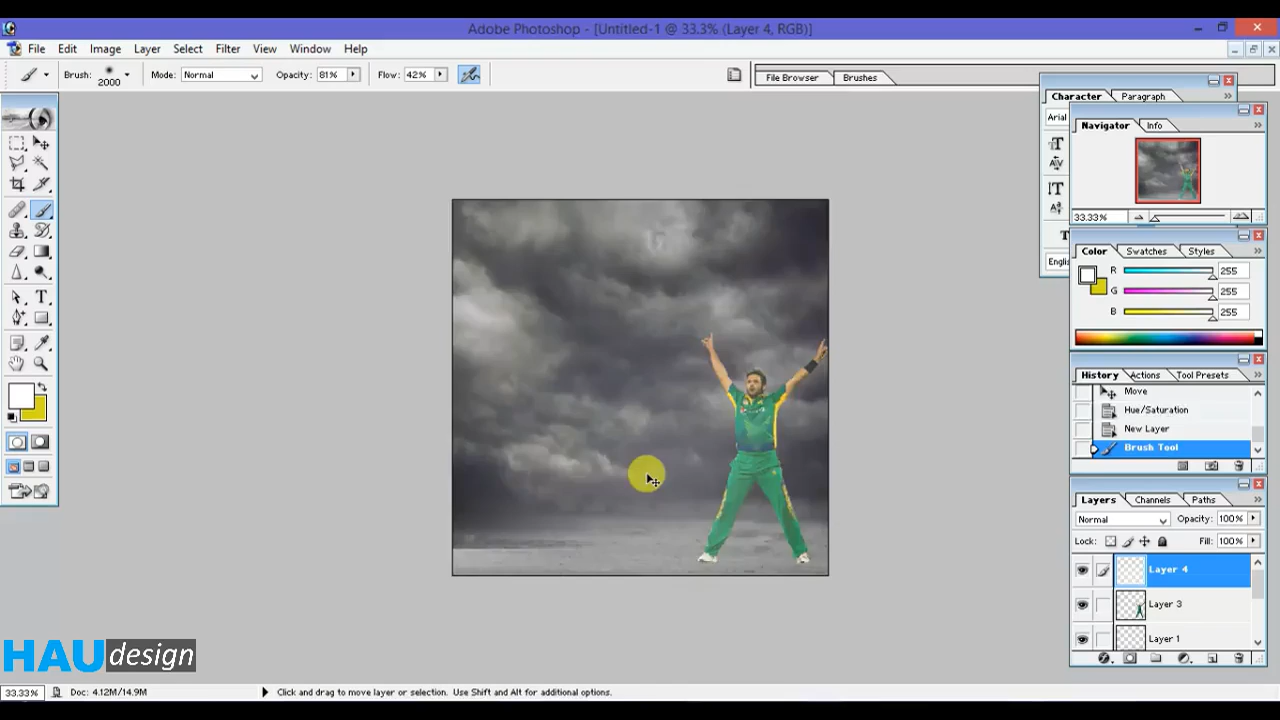 Adobe Photoshop - [Untitled-1 @ 33.3% (Layer 4, RGB)]
File Edit Image Layer Select Filter View Window Help
Brush: 2000 Mode: Normal Opacity: 81% Flow: 42% File Browser Brushes
Character Paragraph
Arial
Navigator Info
33.33%
Color Swatches Styles
R 255
G 255
B 255
English
History Actions Tool Presets
Move
Hue/Saturation
New Layer
Brush Tool
Layers Channels Paths
Normal Opacity: 100%
Lock: Fill: 100%
Layer 4
Layer 3
Layer 1
HAUdesign
33.33% Doc: 4.12M/14.9M Click and drag to move layer or selection. Use Shift and Alt for additional options.